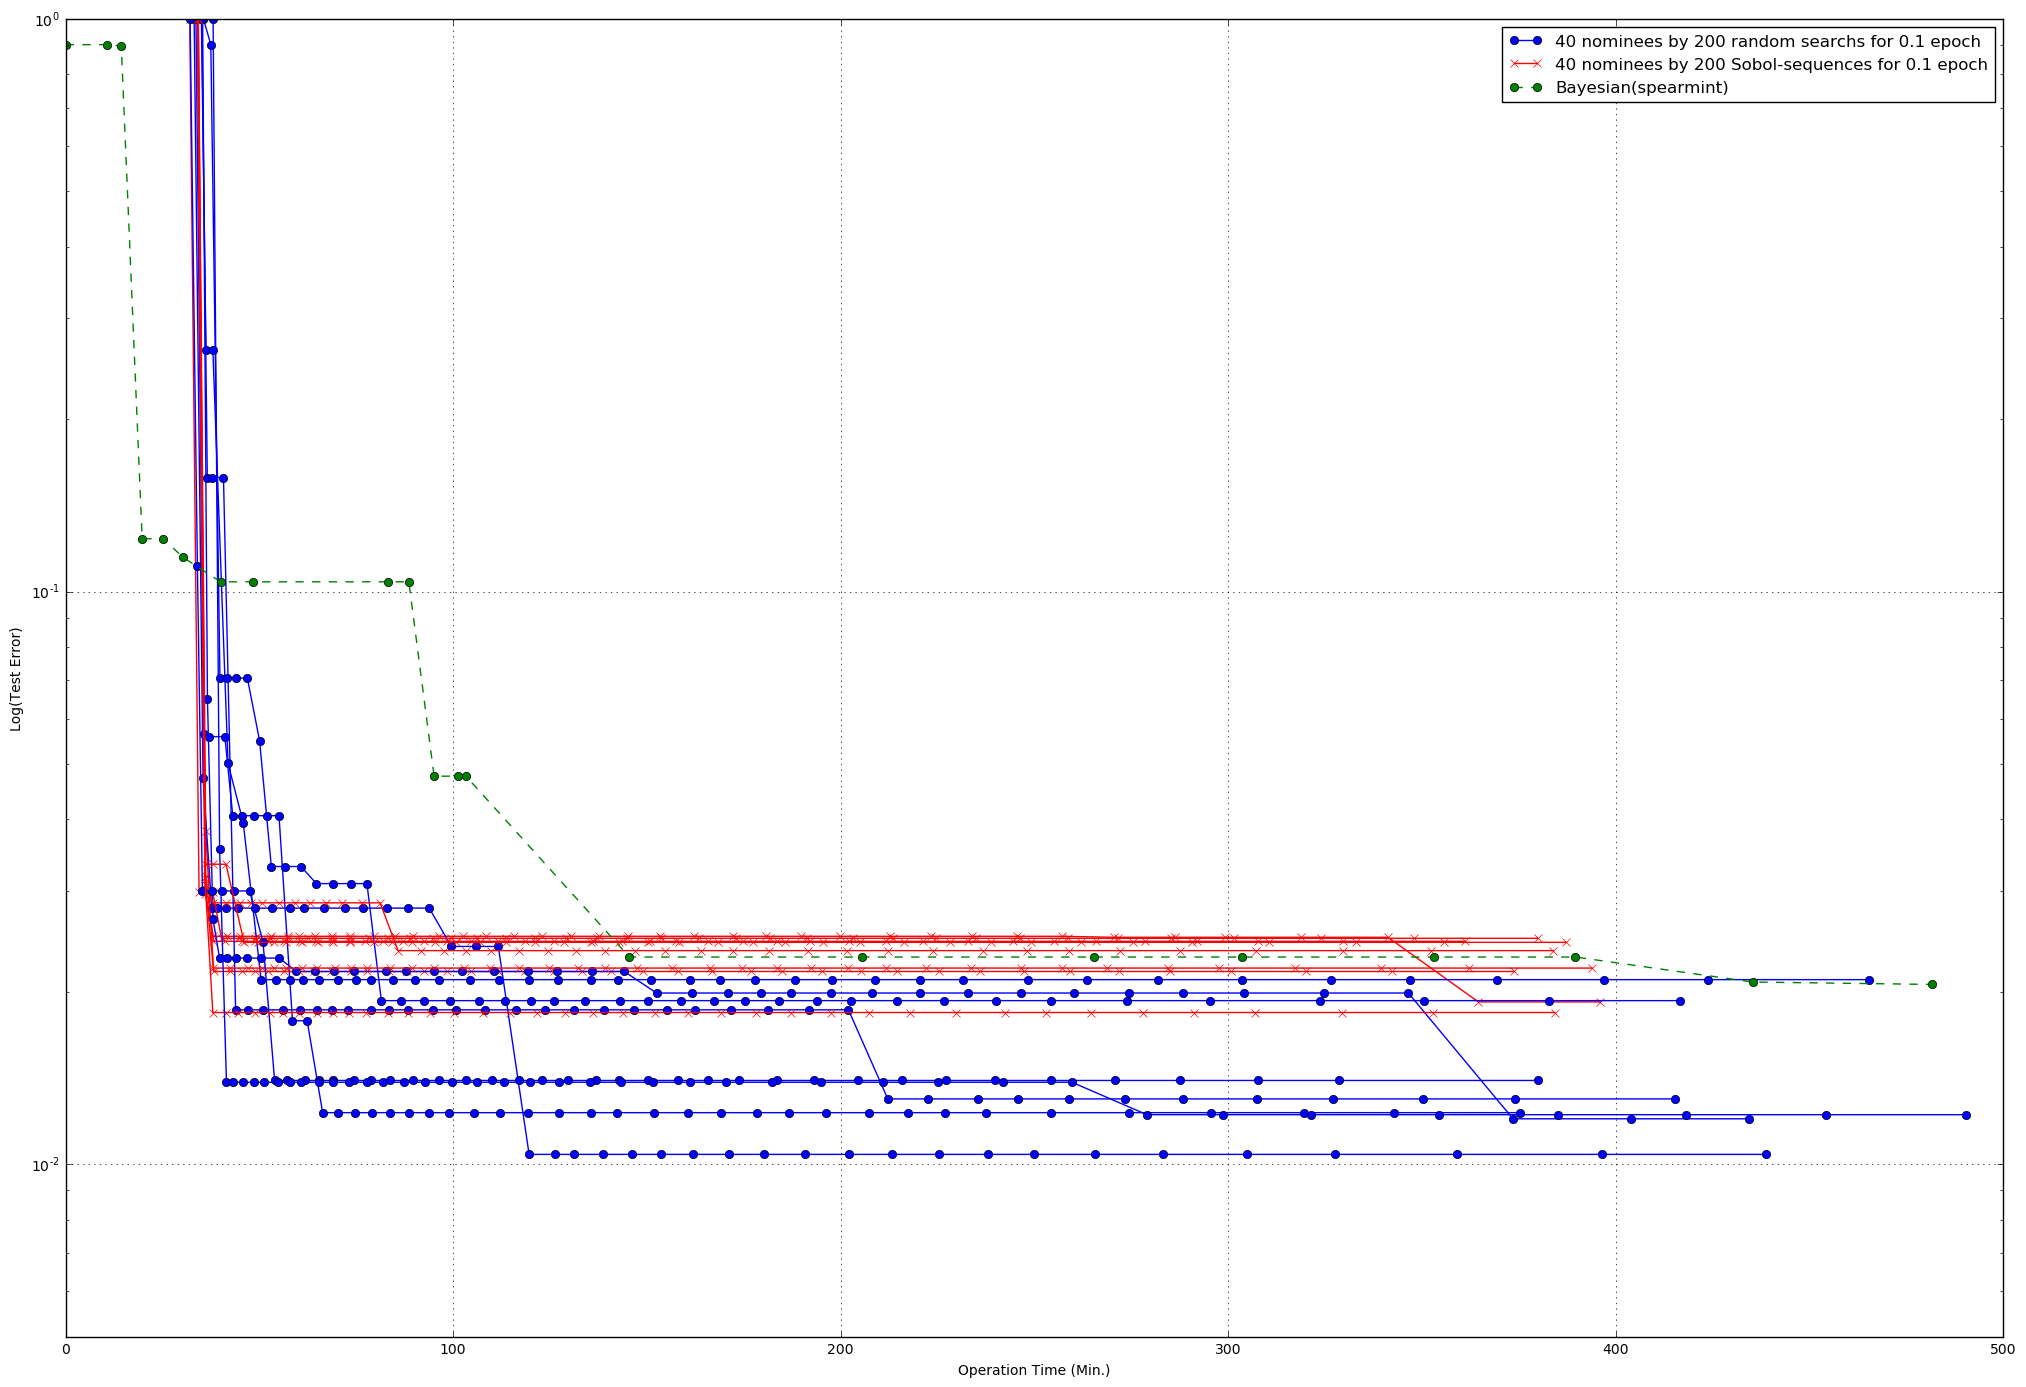 10^0
40 nominees by 200 random searchs for 0.1 epoch
40 nominees by 200 Sobol-sequences for 0.1 epoch
Bayesian(spearmint)
10^-1
Log(Test Error)
10^-2
0 100 200 300 400 500
Operation Time (Min.)